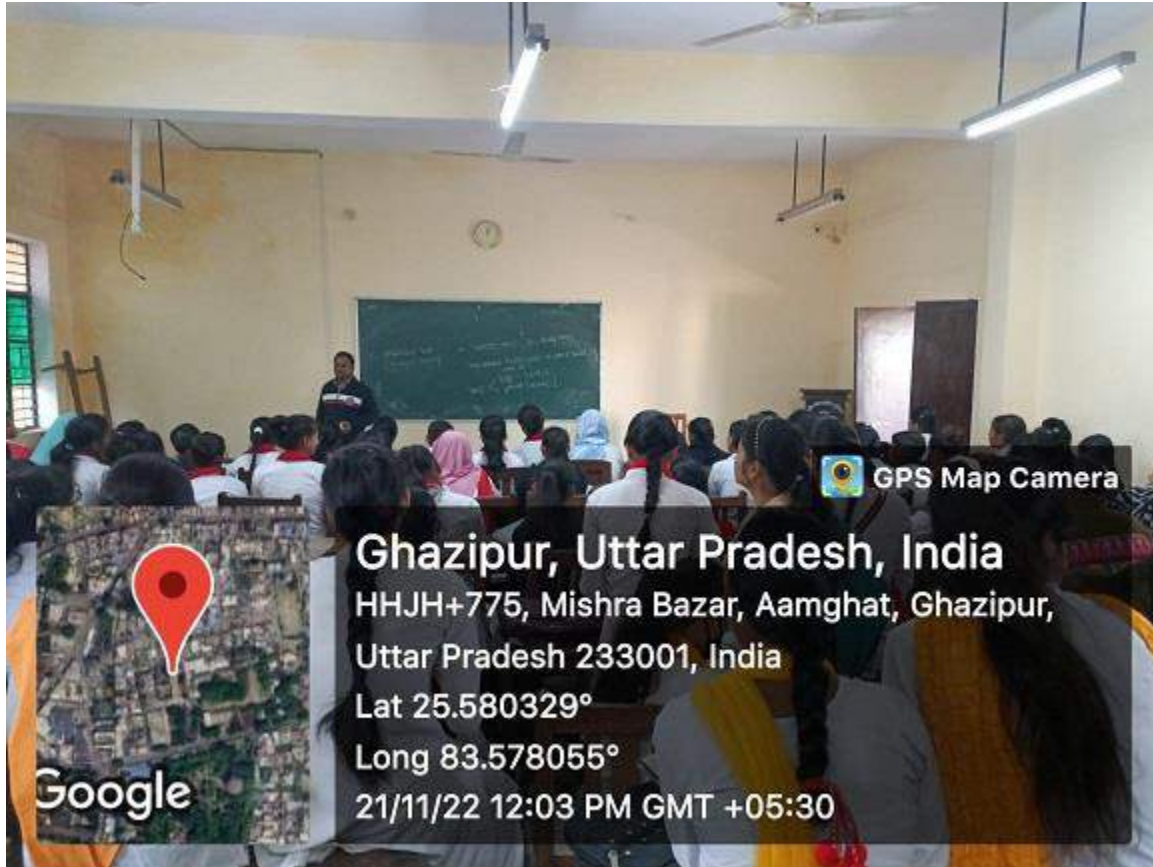 GPS Map Camera
Ghazipur, Uttar Pradesh, India
HHJH+775, Mishra Bazar, Aamghat, Ghazipur,
Uttar Pradesh 233001, India
Lat 25.580329°
Long 83.578055°
21/11/22 12:03 PM GMT +05:30
Google